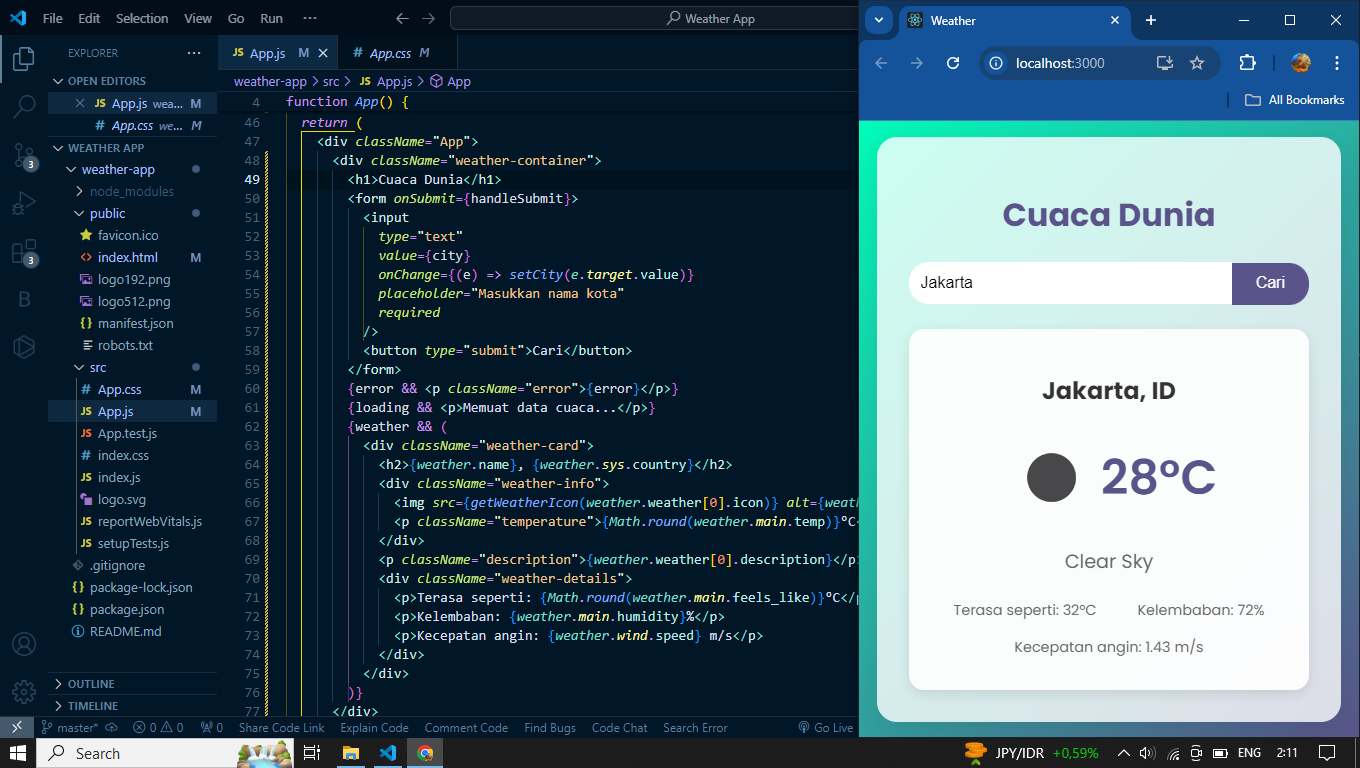 File Edit Selection View Go Run ···
Weather App
EXPLORER
OPEN EDITORS
JS App.js wea... M
# App.css we... M
WEATHER APP
weather-app
node_modules
public
favicon.ico
<> index.html M
logo192.png
logo512.png
{} manifest.json
robots.txt
src
# App.css M
JS App.js M
JS App.test.js
# index.css
JS index.js
logo.svg
JS reportWebVitals.js
JS setupTests.js
.gitignore
{} package-lock.json
{} package.json
README.md
OUTLINE
TIMELINE
3
3
B
JS App.js M
# App.css M
weather-app > src > JS App.js > App
4 function App() {
46 return (
47 <div className="App">
48 <div className="weather-container">
49 <h1>Cuaca Dunia</h1>
50 <form onSubmit={handleSubmit}>
51 <input
52 type="text"
53 value={city}
54 onChange={(e) => setCity(e.target.value)}
55 placeholder="Masukkan nama kota"
56 required
57 />
58 <button type="submit">Cari</button>
59 </form>
60 {error && <p className="error">{error}</p>}
61 {loading && <p>Memuat data cuaca...</p>}
62 {weather && (
63 <div className="weather-card">
64 <h2>{weather.name}, {weather.sys.country}</h2>
65 <div className="weather-info">
66 <img src={getWeatherIcon(weather.weather[0].icon)} alt={weath
67 <p className="temperature">{Math.round(weather.main.temp)}°C<
68 </div>
69 <p className="description">{weather.weather[0].description}</p>
70 <div className="weather-details">
71 <p>Terasa seperti: {Math.round(weather.main.feels_like)}°C</p
72 <p>Kelembaban: {weather.main.humidity}%</p>
73 <p>Kecepatan angin: {weather.wind.speed} m/s</p>
74 </div>
75 </div>
76 )}
77 </div>
master* 0 0 0 Share Code Link Explain Code Comment Code Find Bugs Code Chat Search Error Go Live
Weather
localhost:3000
All Bookmarks
Cuaca Dunia
Jakarta Cari
Jakarta, ID
28°C
Clear Sky
Terasa seperti: 32°C Kelembaban: 72%
Kecepatan angin: 1.43 m/s
Search
JPY/IDR +0,59% ENG 2:11